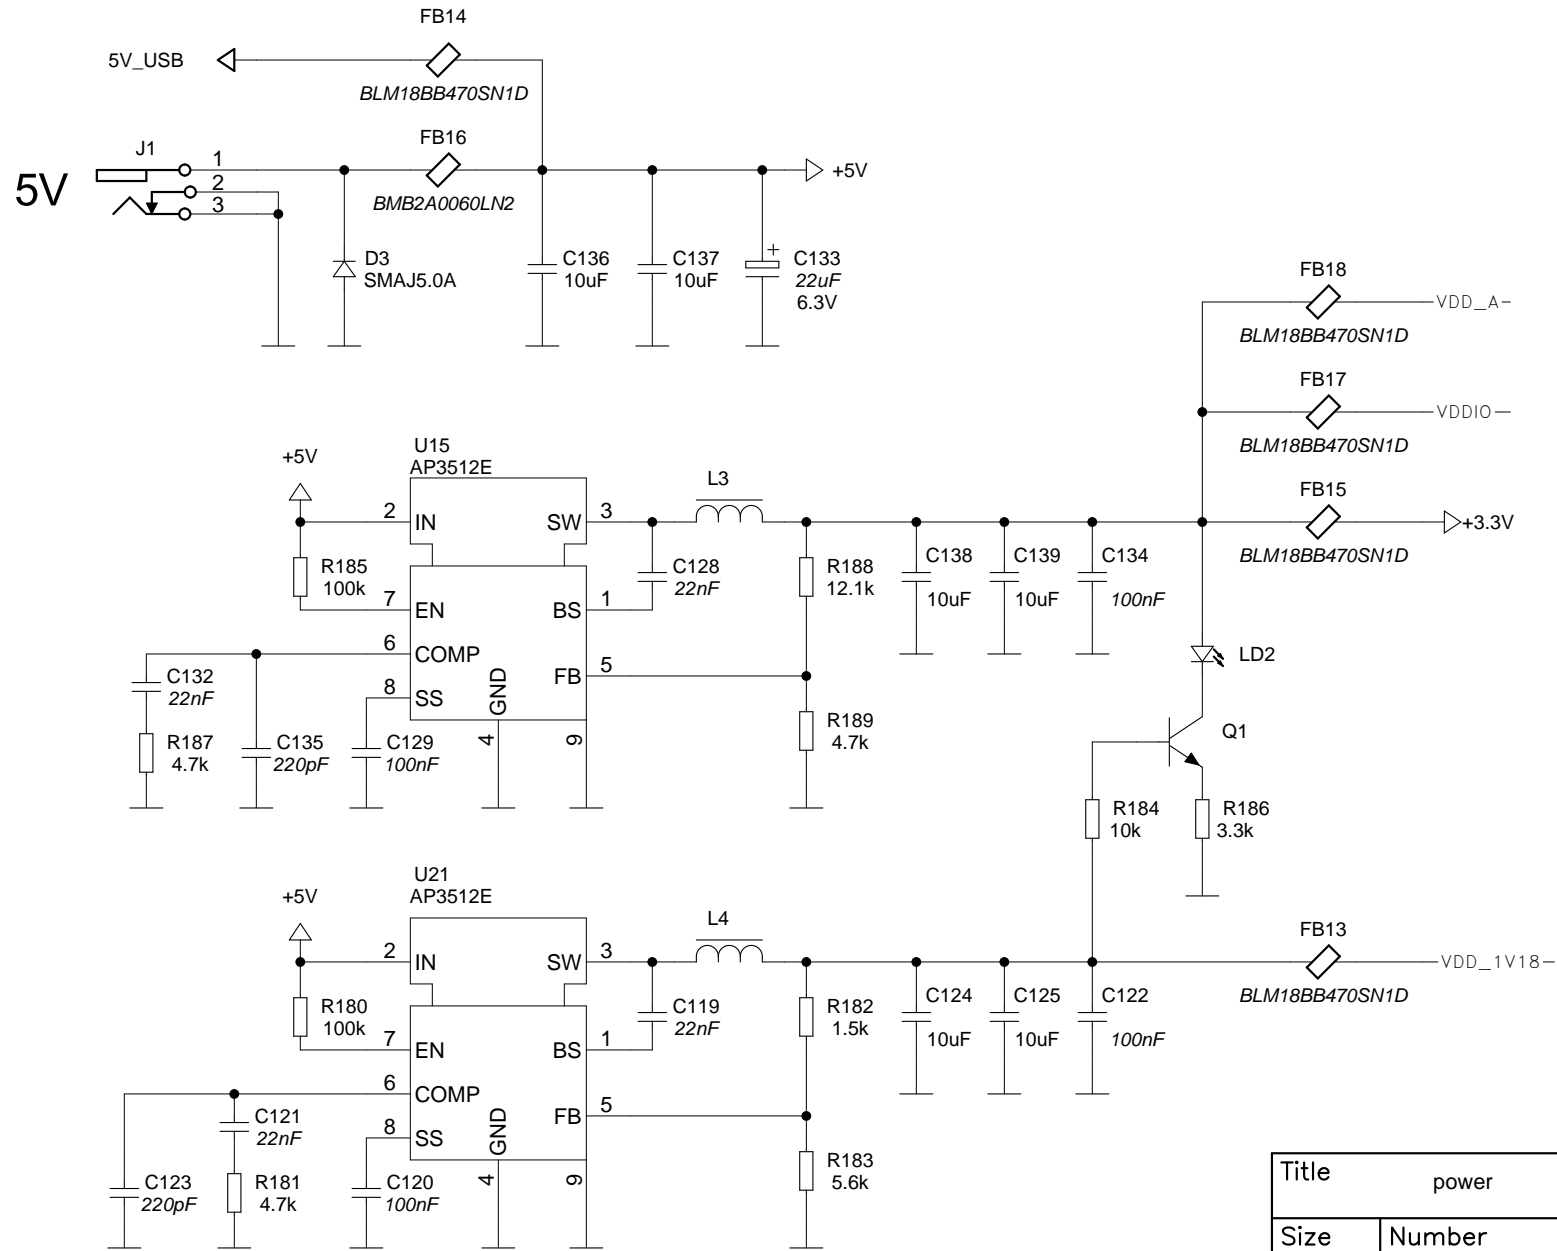 FB14
5V_USB
BLM18BB470SN1D
FB16
J1
1
2
3
5V
BMB2A0060LN2
+5V
D3
SMAJ5.0A
C136
10uF
C137
10uF
+
C133
22uF
6.3V
FB18
VDD_A
BLM18BB470SN1D
FB17
VDDIO
BLM18BB470SN1D
FB15
+3.3V
BLM18BB470SN1D
U15
AP3512E
+5V
2
IN
SW
3
L3
R185
100k
7
EN
BS
1
C128
22nF
R188
12.1k
C138
10uF
C139
10uF
C134
100nF
6
COMP
FB
5
8
SS
GND
4
9
C132
22nF
R187
4.7k
C135
220pF
C129
100nF
R189
4.7k
LD2
Q1
R184
10k
R186
3.3k
U21
AP3512E
+5V
2
IN
SW
3
L4
FB13
VDD_1V18
BLM18BB470SN1D
R180
100k
7
EN
BS
1
C119
22nF
R182
1.5k
C124
10uF
C125
10uF
C122
100nF
6
COMP
FB
5
8
SS
GND
4
9
C121
22nF
C123
220pF
R181
4.7k
C120
100nF
R183
5.6k
Title
power
Size
Number